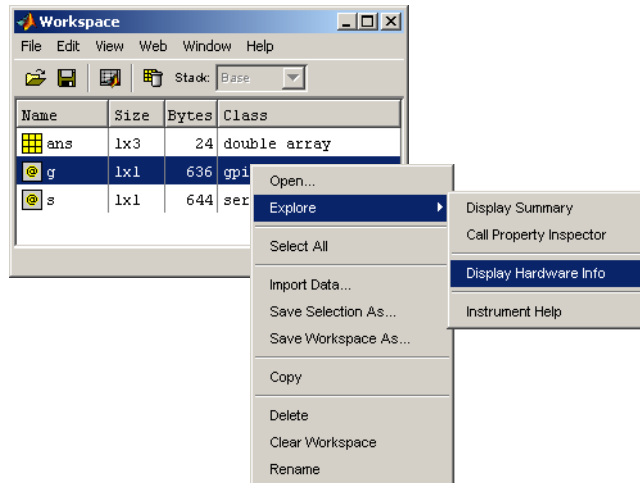 Workspace
File Edit View Web Window Help
Stack: Base
Name Size Bytes Class
ans 1x3 24 double array
@ g 1x1 636 gpi
@ s 1x1 644 ser
Open...
Explore
Select All
Import Data...
Save Selection As...
Save Workspace As...
Copy
Delete
Clear Workspace
Rename
Display Summary
Call Property Inspector
Display Hardware Info
Instrument Help